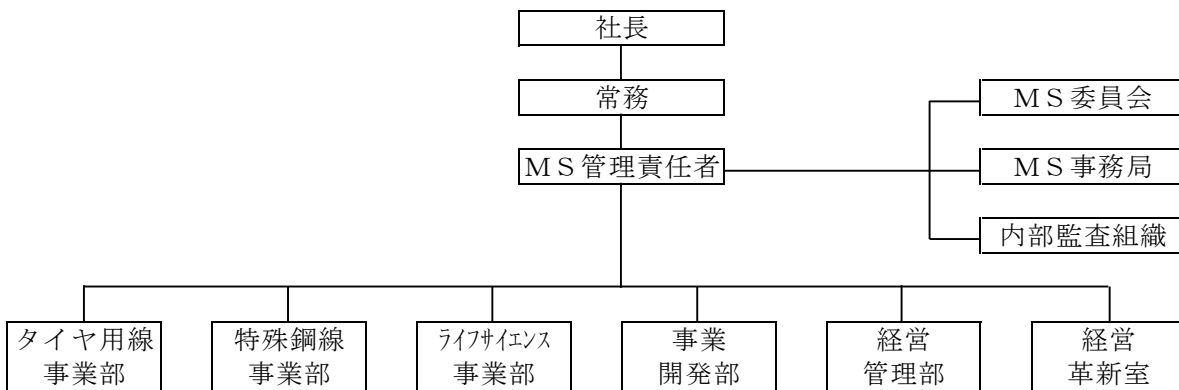 社長
常務
MS委員会
MS管理責任者
MS事務局
内部監査組織
タイヤ用線
事業部
特殊鋼線
事業部
ライフサイエンス
事業部
事業
開発部
経営
管理部
経営
革新室